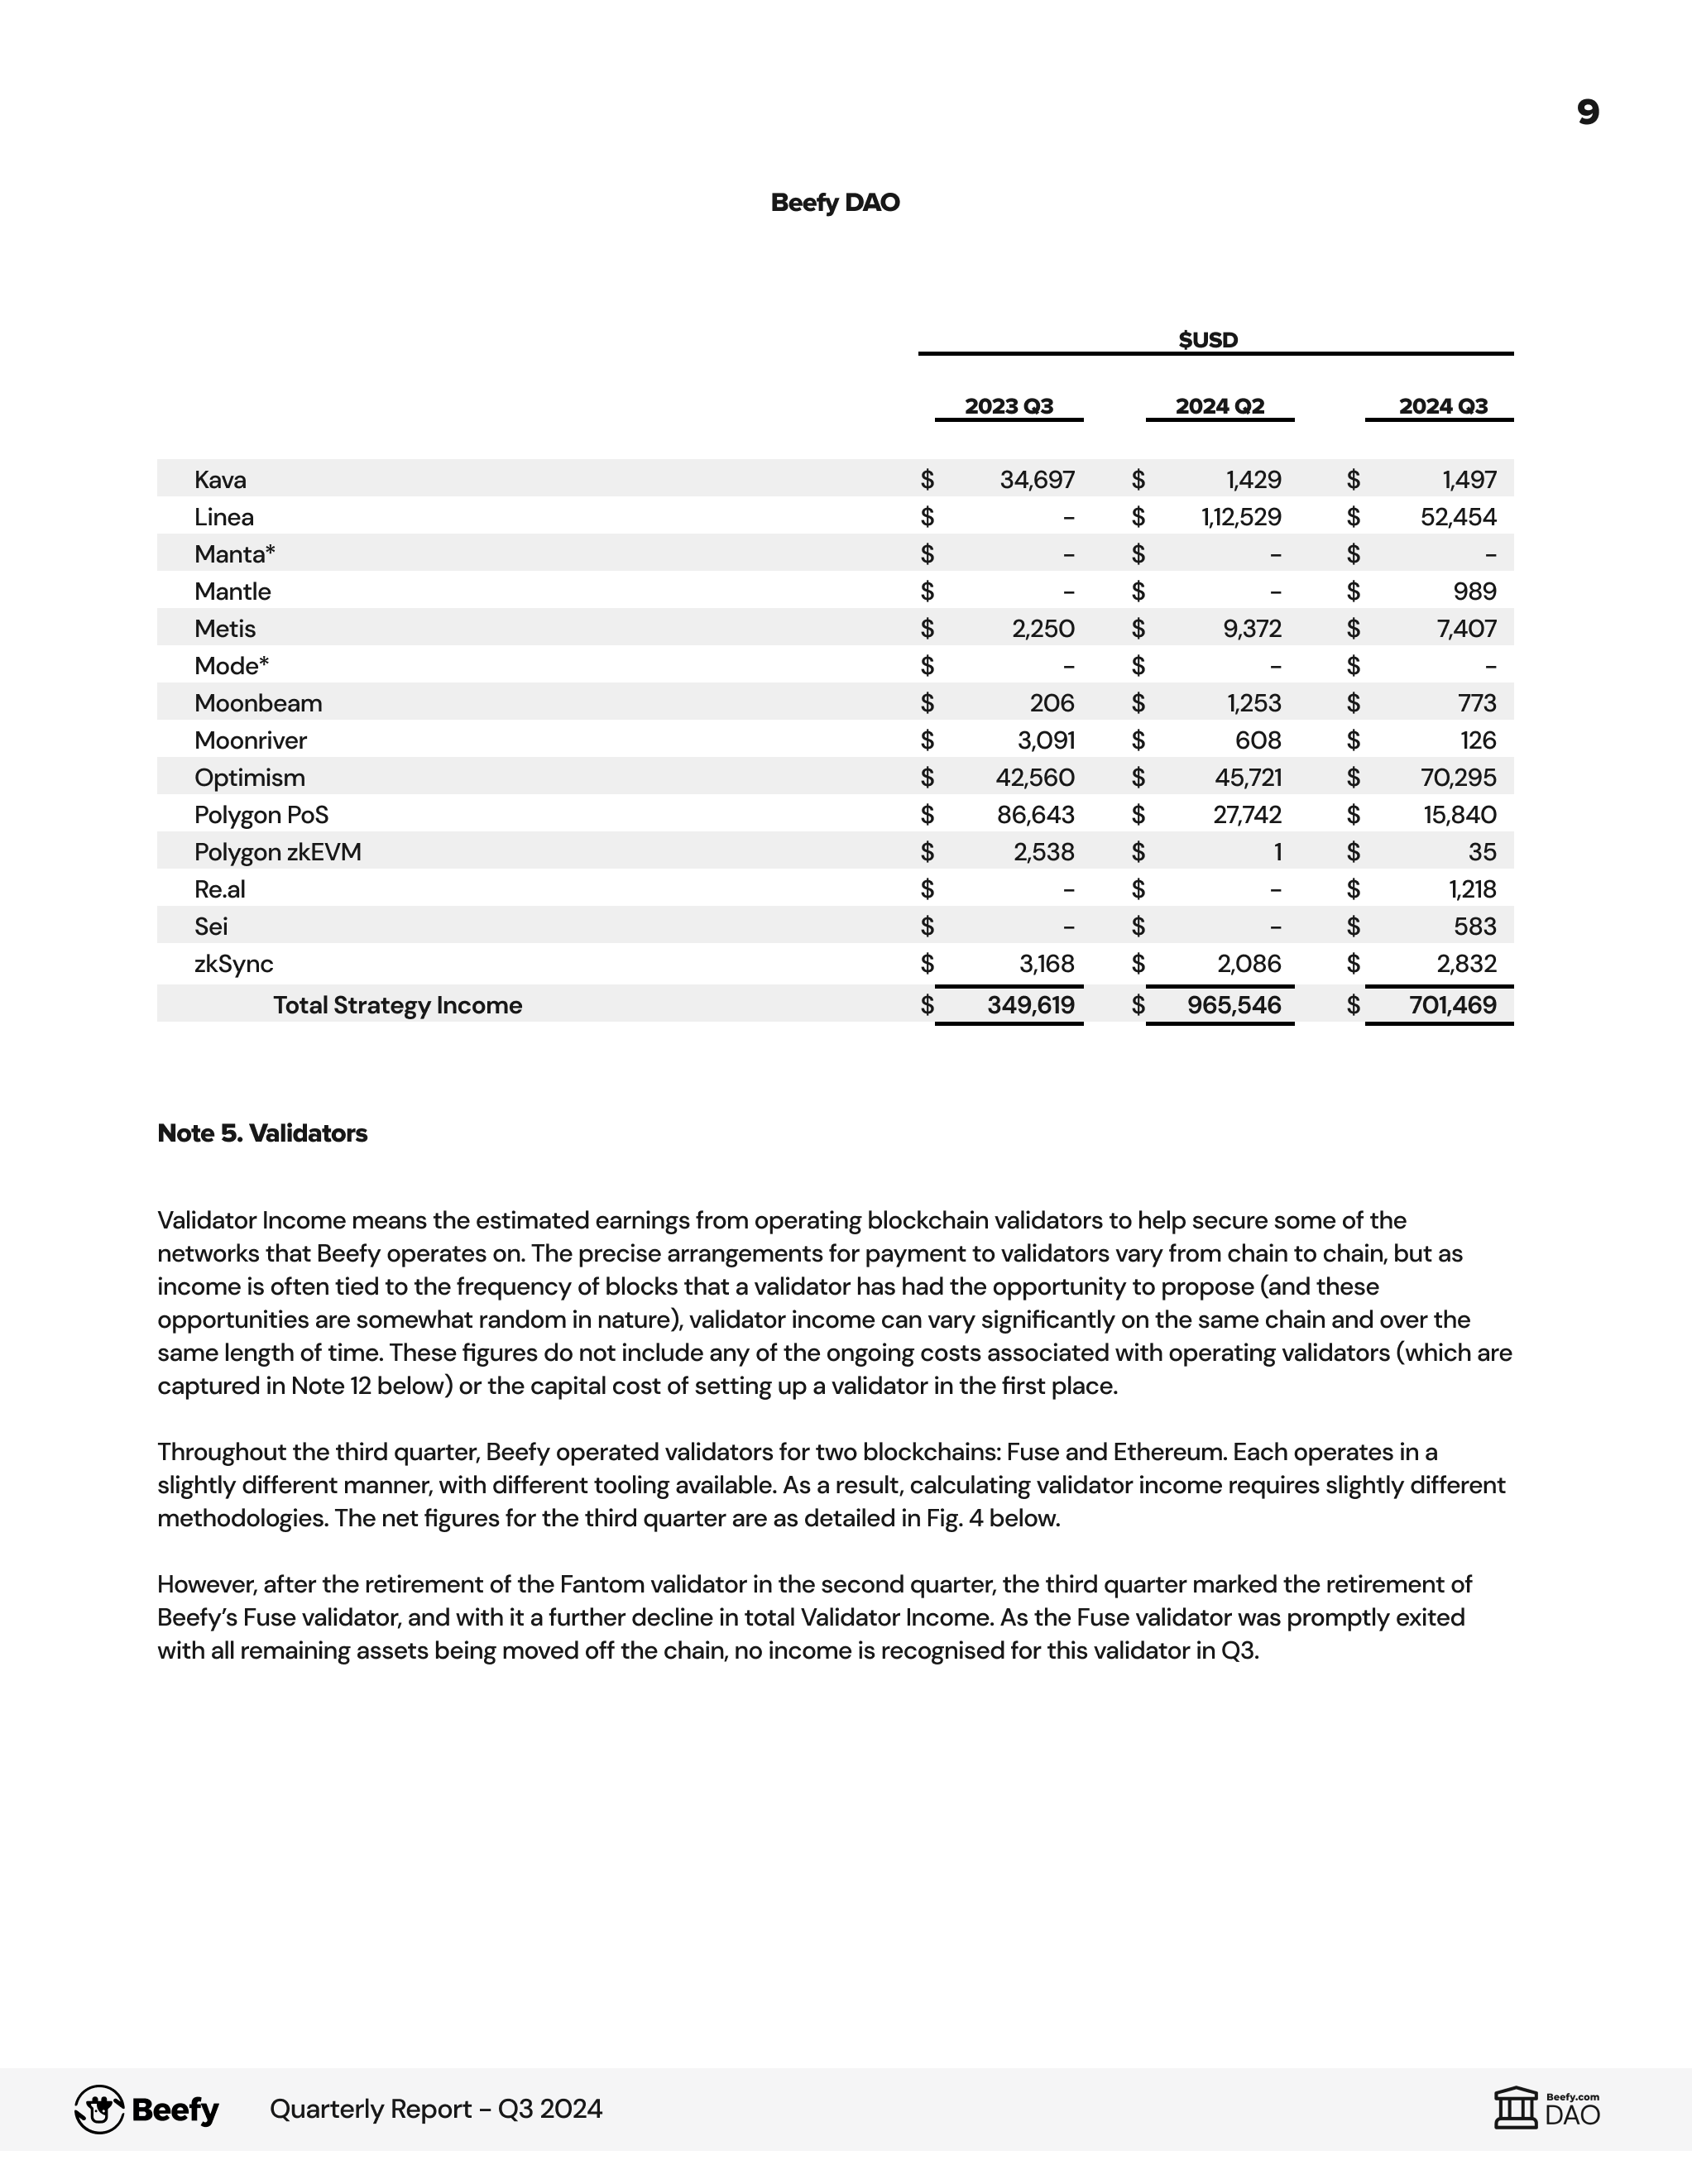 9
Beefy DAO
$USD
2023 Q3 2024 Q2 2024 Q3
Kava $ 34,697 $ 1,429 $ 1,497
Linea $ – $ 1,12,529 $ 52,454
Manta* $ – $ – $ –
Mantle $ – $ – $ 989
Metis $ 2,250 $ 9,372 $ 7,407
Mode* $ – $ – $ –
Moonbeam $ 206 $ 1,253 $ 773
Moonriver $ 3,091 $ 608 $ 126
Optimism $ 42,560 $ 45,721 $ 70,295
Polygon PoS $ 86,643 $ 27,742 $ 15,840
Polygon zkEVM $ 2,538 $ 1 $ 35
Re.al $ – $ – $ 1,218
Sei $ – $ – $ 583
zkSync $ 3,168 $ 2,086 $ 2,832
Total Strategy Income $ 349,619 $ 965,546 $ 701,469
Note 5. Validators
Validator Income means the estimated earnings from operating blockchain validators to help secure some of the
networks that Beefy operates on. The precise arrangements for payment to validators vary from chain to chain, but as
income is often tied to the frequency of blocks that a validator has had the opportunity to propose (and these
opportunities are somewhat random in nature), validator income can vary significantly on the same chain and over the
same length of time. These figures do not include any of the ongoing costs associated with operating validators (which are
captured in Note 12 below) or the capital cost of setting up a validator in the first place.
Throughout the third quarter, Beefy operated validators for two blockchains: Fuse and Ethereum. Each operates in a
slightly different manner, with different tooling available. As a result, calculating validator income requires slightly different
methodologies. The net figures for the third quarter are as detailed in Fig. 4 below.
However, after the retirement of the Fantom validator in the second quarter, the third quarter marked the retirement of
Beefy's Fuse validator, and with it a further decline in total Validator Income. As the Fuse validator was promptly exited
with all remaining assets being moved off the chain, no income is recognised for this validator in Q3.
Beefy Quarterly Report – Q3 2024
Beefy.com
DAO